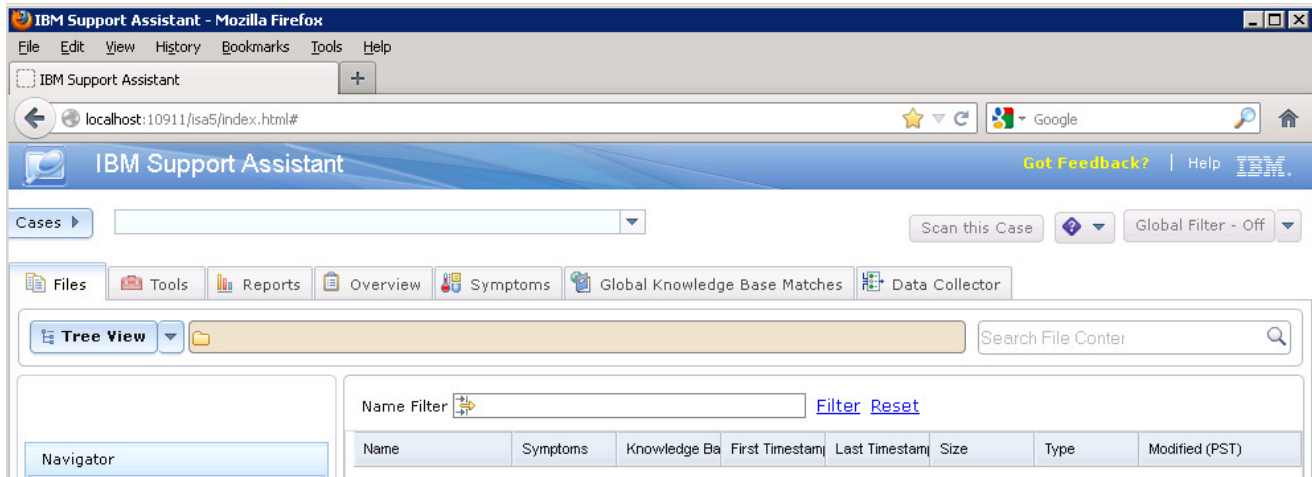 IBM Support Assistant - Mozilla Firefox
File Edit View History Bookmarks Tools Help
IBM Support Assistant +
localhost:10911/isa5/index.html# Google
IBM Support Assistant Got Feedback? | Help IBM.
Cases Scan this Case ? Global Filter - Off
Files Tools Reports Overview Symptoms Global Knowledge Base Matches Data Collector
Tree View Search File Conter
Name Filter Filter Reset
Navigator
Name Symptoms Knowledge Ba First Timestam Last Timestam Size Type Modified (PST)